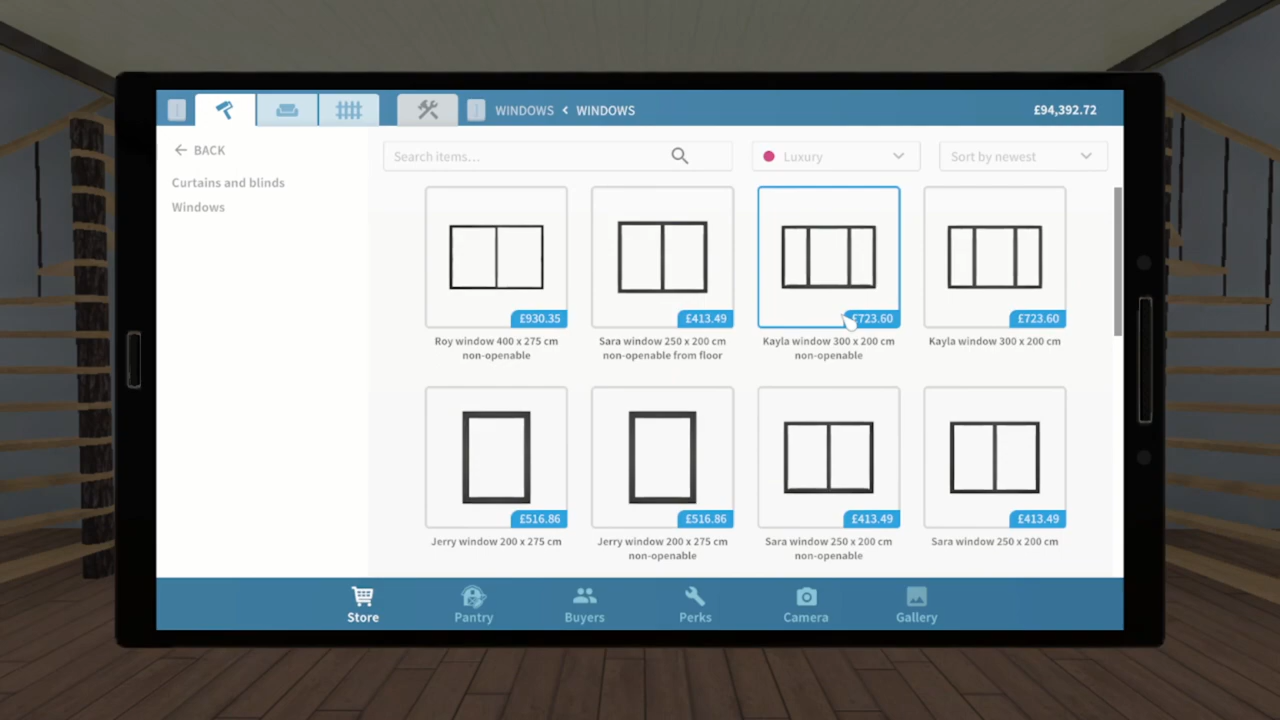 WINDOWS < WINDOWS
£94,392.72
BACK
Curtains and blinds
Windows
Search items...
Luxury
Sort by newest
£930.35
£413.49
£723.60
£723.60
Roy window 400 x 275 cm
non-openable
Sara window 250 x 200 cm
non-openable from floor
Kayla window 300 x 200 cm
non-openable
Kayla window 300 x 200 cm
£516.86
£516.86
£413.49
£413.49
Jerry window 200 x 275 cm
Jerry window 200 x 275 cm
non-openable
Sara window 250 x 200 cm
non-openable
Sara window 250 x 200 cm
Store
Pantry
Buyers
Perks
Camera
Gallery